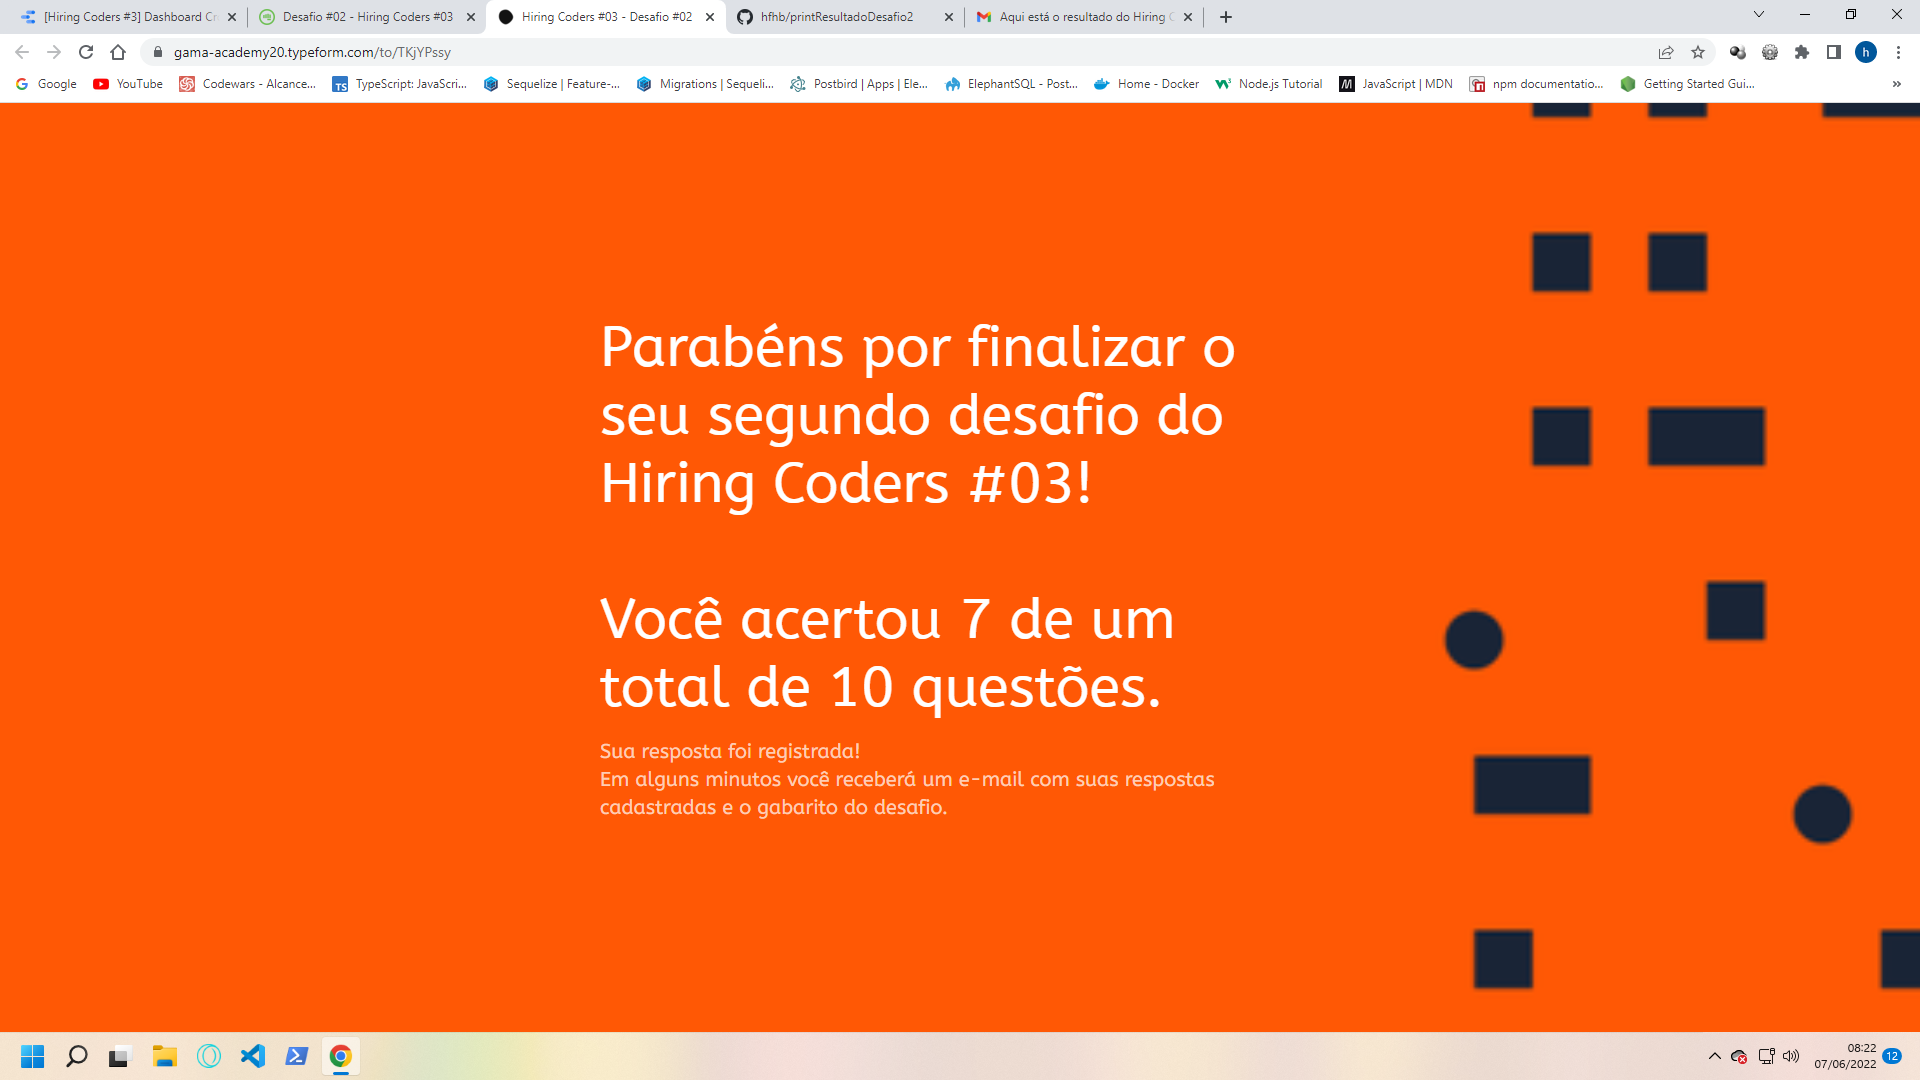 [Hiring Coders #3] Dashboard Cr
Desafio #02 - Hiring Coders #03
Hiring Coders #03 - Desafio #02
hfhb/printResultadoDesafio2
Aqui está o resultado do Hiring C
gama-academy20.typeform.com/to/TKjYPssy
h
Google
YouTube
Codewars - Alcance...
TypeScript: JavaScri...
Sequelize | Feature-...
Migrations | Sequeli...
Postbird | Apps | Ele...
ElephantSQL - Post...
Home - Docker
Node.js Tutorial
JavaScript | MDN
npm documentatio...
Getting Started Gui...
»
Parabéns por finalizar o
seu segundo desafio do
Hiring Coders #03!
Você acertou 7 de um
total de 10 questões.
Sua resposta foi registrada!
Em alguns minutos você receberá um e-mail com suas respostas
cadastradas e o gabarito do desafio.
08:22
07/06/2022
12